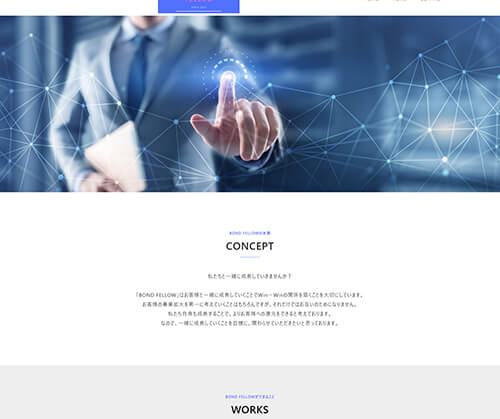 BOND FELLOWの本質
CONCEPT
私たちと一緒に成長していきませんか？
「BOND FELLOW」はお客様と一緒に成長していくことでWin－Winの関係を築くことを大切にしています。
お客様の事業拡大を第一に考えていくことはもちろんですが、それだけではお互いのためになりません。
私たち自身も成長することで、よりお客様への還元もできると考えております。
なので、一緒に成長していくことを目標に、関わらせていただきたいと思っております。
BOND FELLOWができること
WORKS